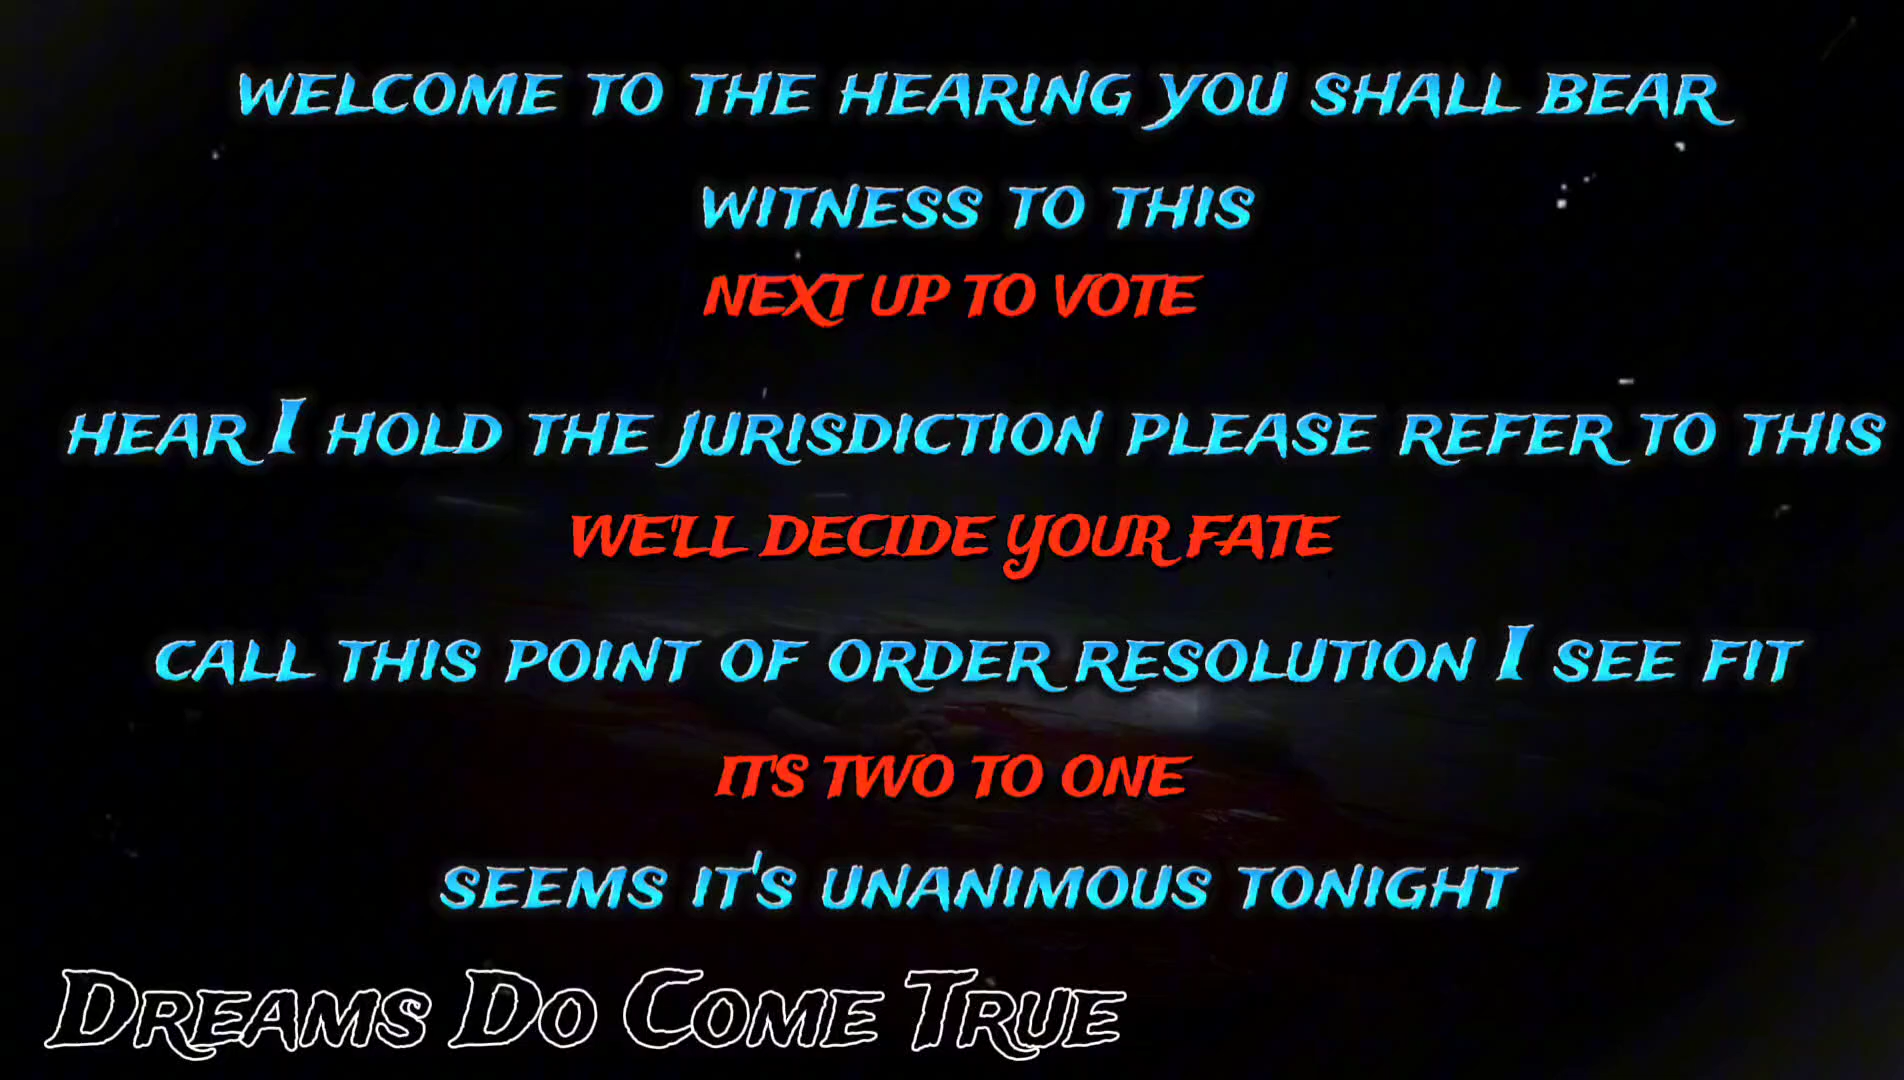 WELCOME TO THE HEARING YOU SHALL BEAR
WITNESS TO THIS
NEXT UP TO VOTE
HEAR I HOLD THE JURISDICTION PLEASE REFER TO THIS
WE'LL DECIDE YOUR FATE
CALL THIS POINT OF ORDER RESOLUTION I SEE FIT
IT'S TWO TO ONE
SEEMS IT'S UNANIMOUS TONIGHT
DREAMS DO COME TRUE